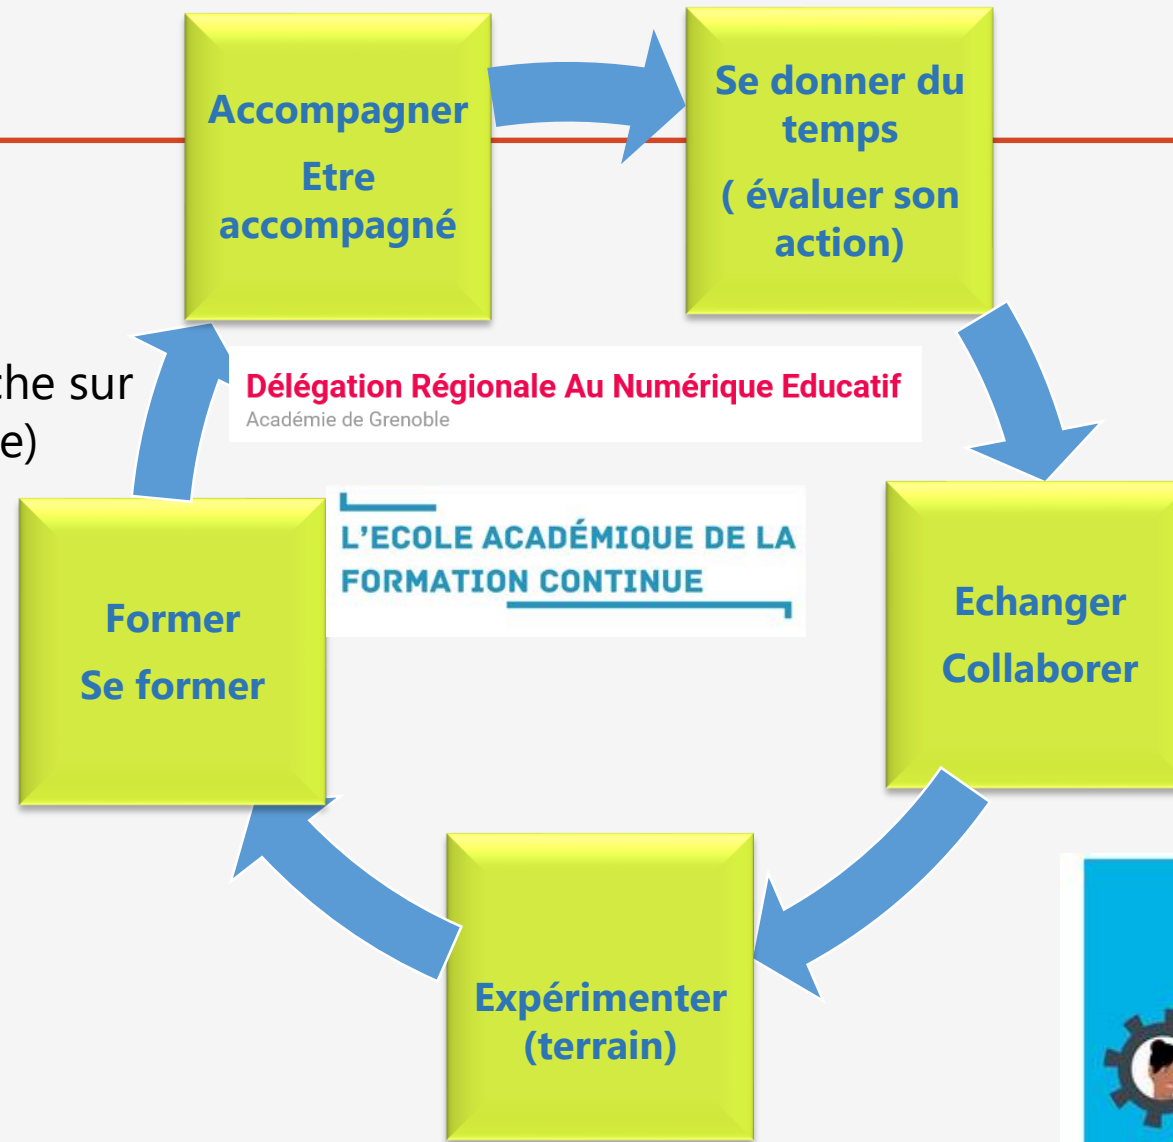 Accompagner
Etre
accompagné
Se donner du
temps
( évaluer son
action)
sur
Délégation Régionale Au Numérique Educatif
Académie de Grenoble
L'ECOLE ACADÉMIQUE DE LA
FORMATION CONTINUE
Former
Se former
Echanger
Collaborer
Expérimenter
(terrain)